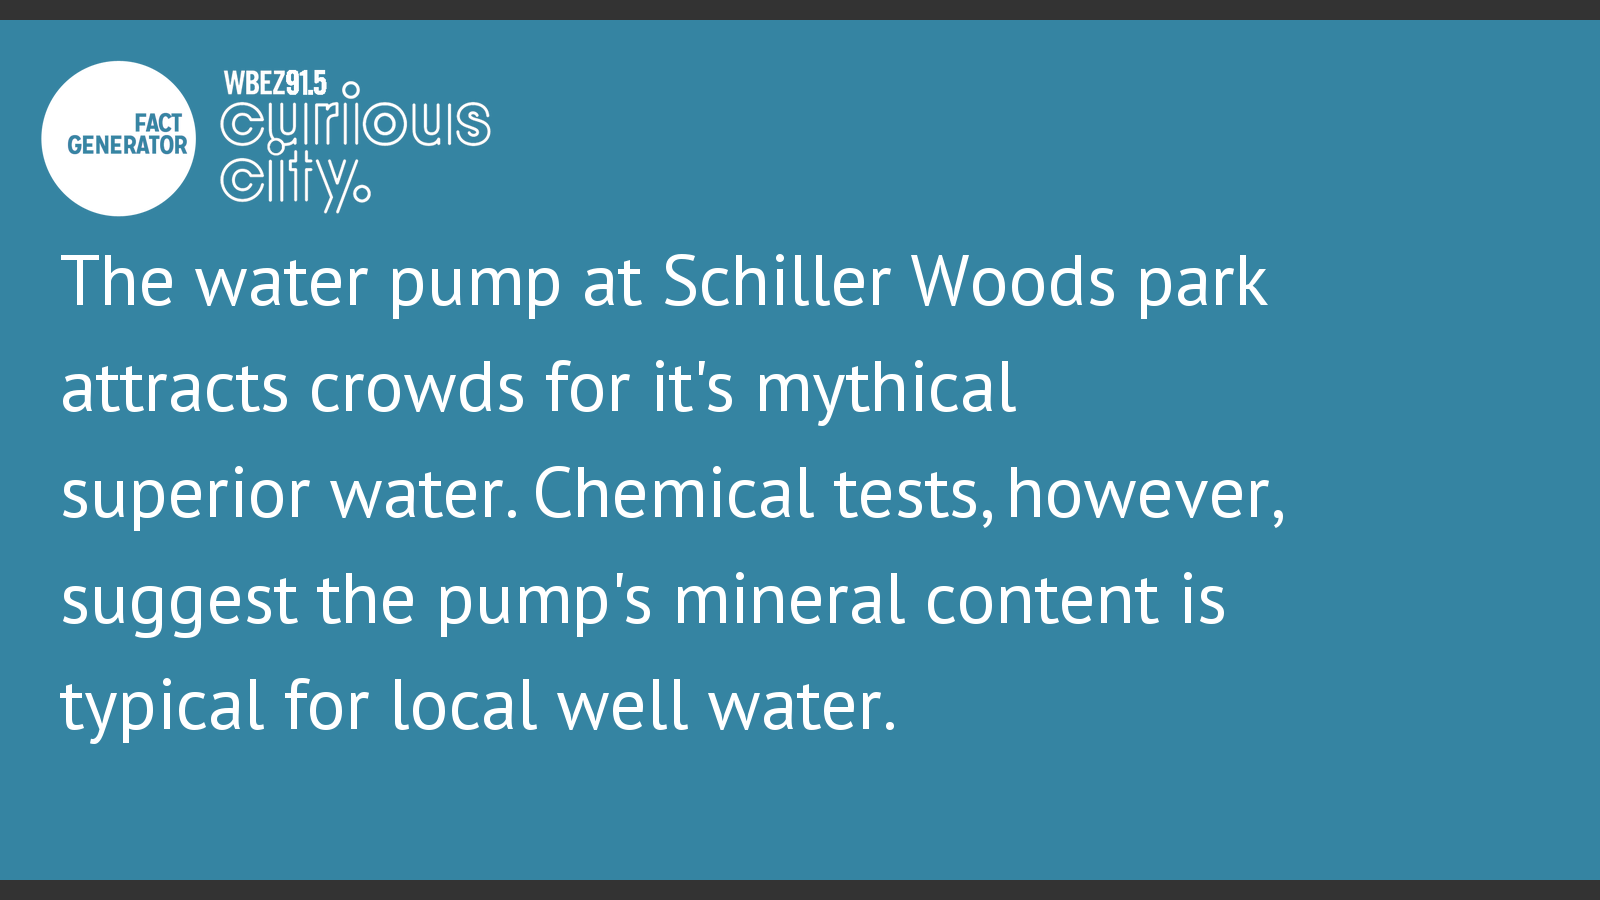 FACT
GENERATOR
WBEZ91.5
curious
city.
The water pump at Schiller Woods park
attracts crowds for it's mythical
superior water. Chemical tests, however,
suggest the pump's mineral content is
typical for local well water.